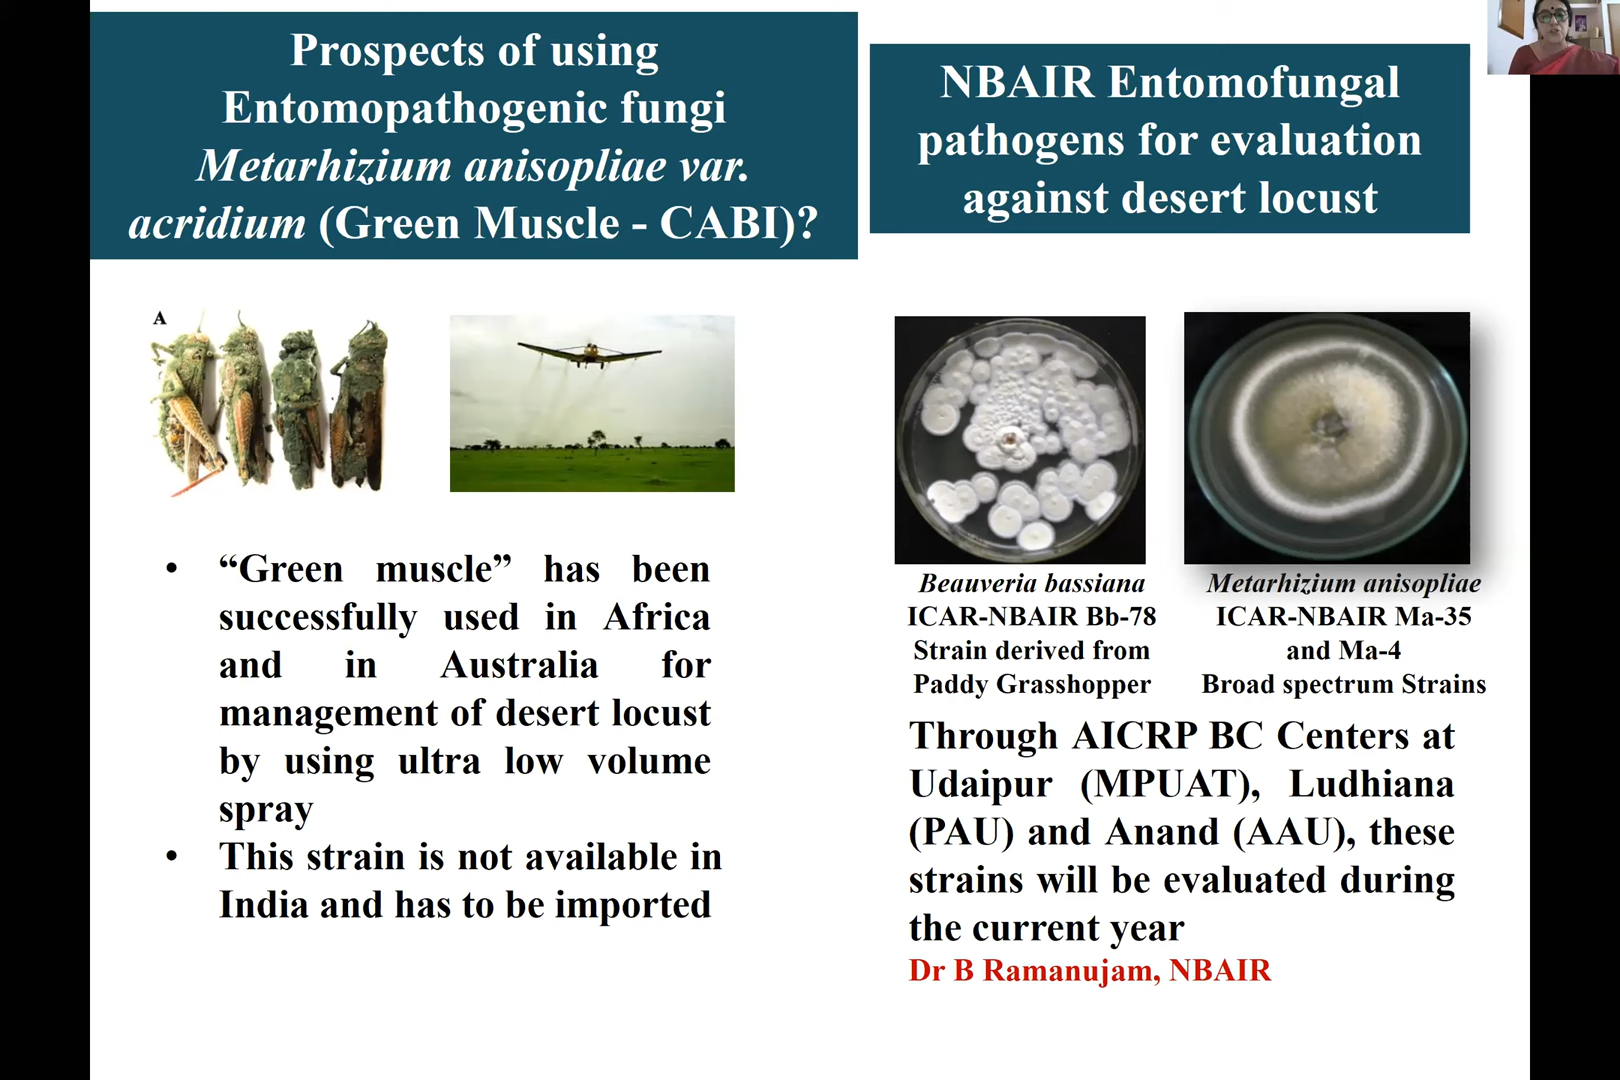 Prospects of using
Entomopathogenic fungi
Metarhizium anisopliae var.
acridium (Green Muscle - CABI)?
A
• “Green muscle” has been
successfully used in Africa
and in Australia for
management of desert locust
by using ultra low volume
spray
• This strain is not available in
India and has to be imported
NBAIR Entomofungal
pathogens for evaluation
against desert locust
Beauveria bassiana
ICAR-NBAIR Bb-78
Strain derived from
Paddy Grasshopper
Metarhizium anisopliae
ICAR-NBAIR Ma-35
and Ma-4
Broad spectrum Strains
Through AICRP BC Centers at
Udaipur (MPUAT), Ludhiana
(PAU) and Anand (AAU), these
strains will be evaluated during
the current year
Dr B Ramanujam, NBAIR